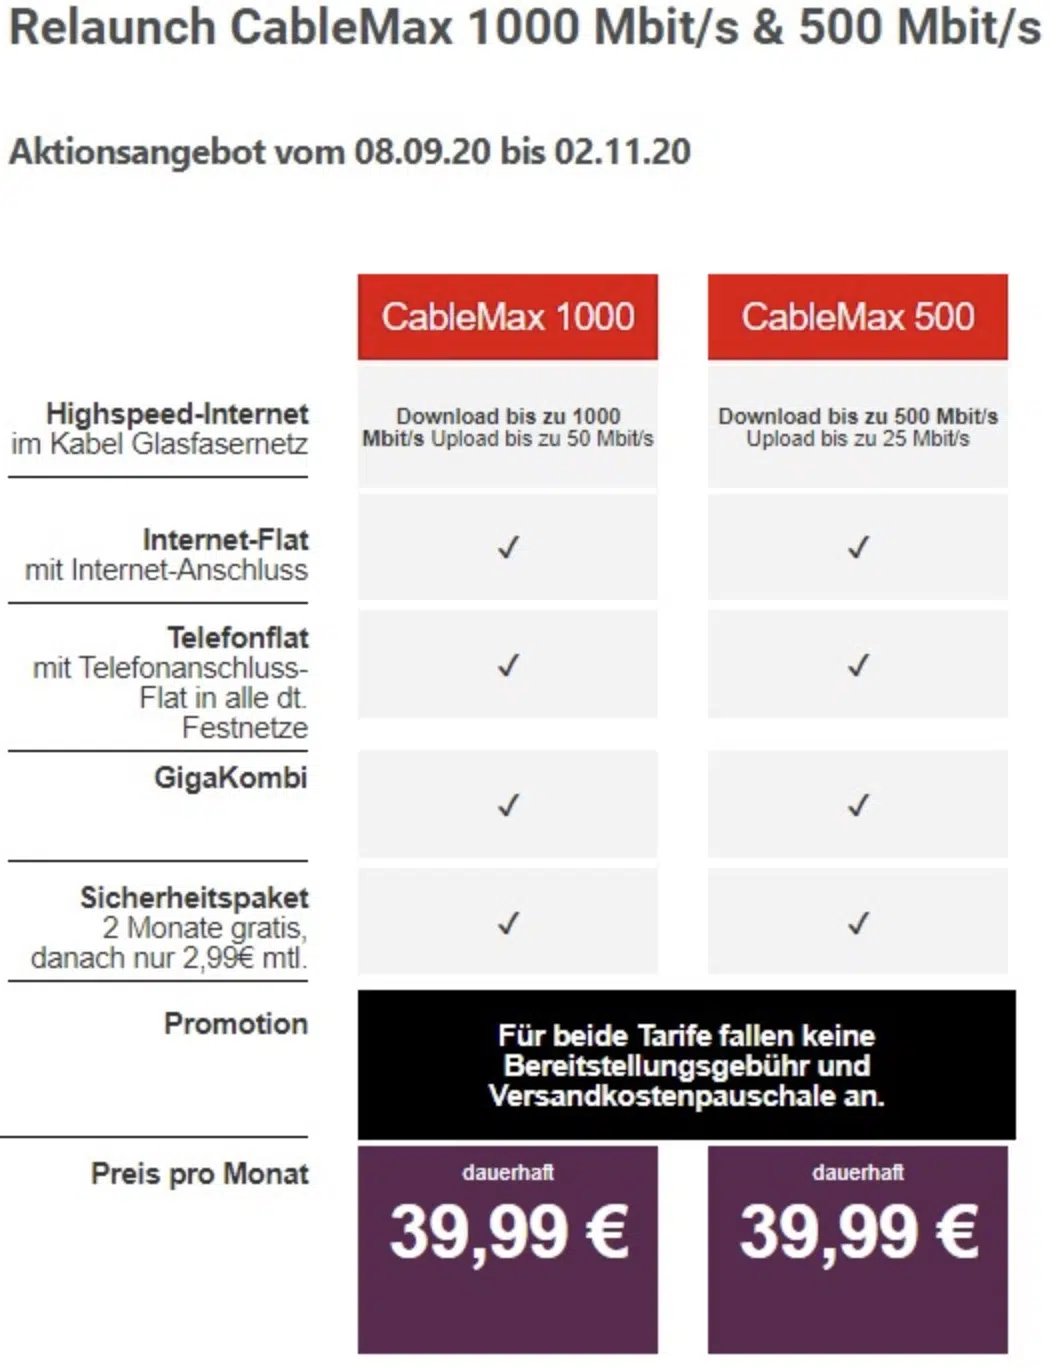 Relaunch CableMax 1000 Mbit/s & 500 Mbit/s
Aktionsangebot vom 08.09.20 bis 02.11.20
CableMax 1000
CableMax 500
Highspeed-Internet
im Kabel Glasfasernetz
Download bis zu 1000
Mbit/s Upload bis zu 50 Mbit/s
Download bis zu 500 Mbit/s
Upload bis zu 25 Mbit/s
Internet-Flat
mit Internet-Anschluss
✓
✓
Telefonflat
mit Telefonanschluss-
Flat in alle dt.
Festnetze
✓
✓
GigaKombi
✓
✓
Sicherheitspaket
2 Monate gratis,
danach nur 2,99€ mtl.
✓
✓
Promotion
Für beide Tarife fallen keine
Bereitstellungsgebühr und
Versandkostenpauschale an.
Preis pro Monat
dauerhaft
39,99 €
dauerhaft
39,99 €